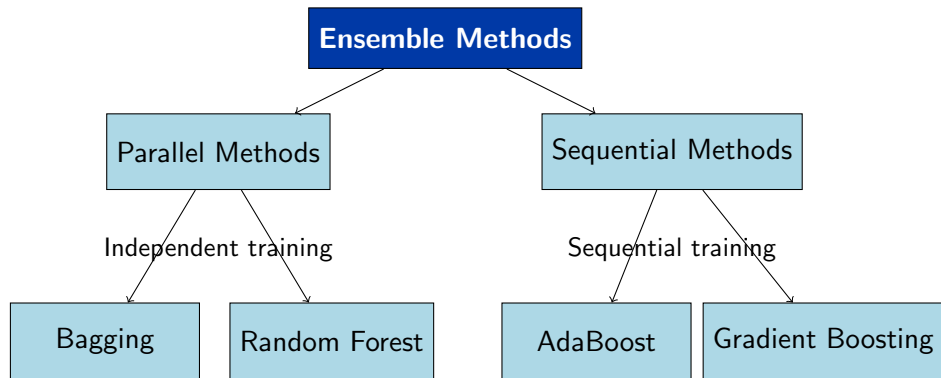 Ensemble Methods
Parallel Methods
Sequential Methods
Independent training
Sequential training
Bagging
Random Forest
AdaBoost
Gradient Boosting